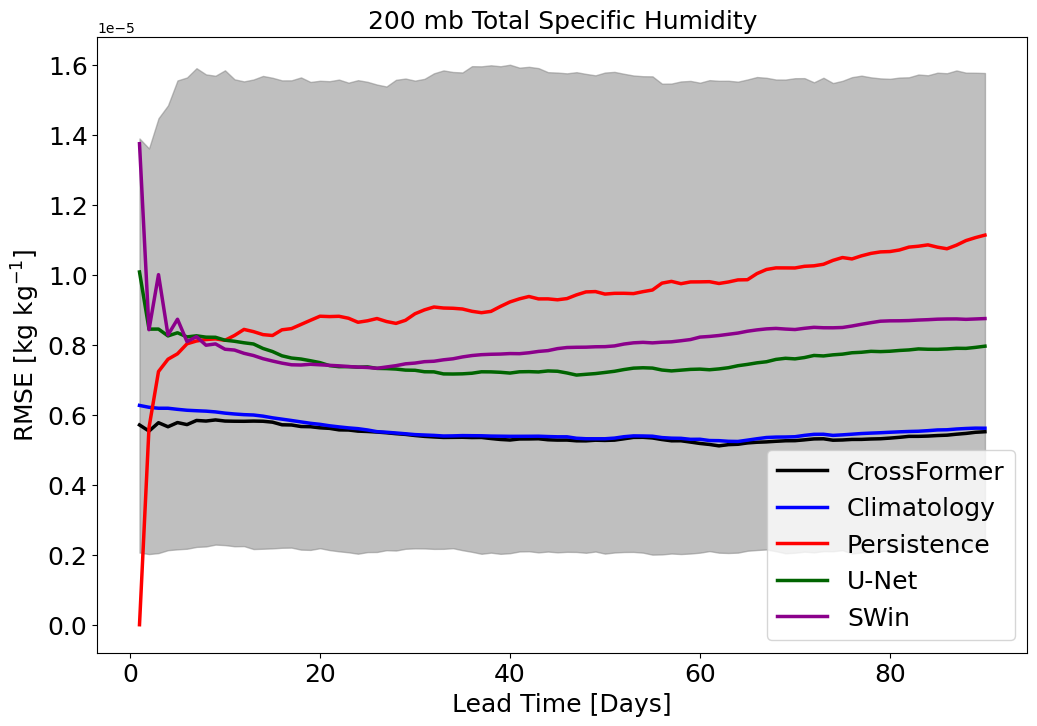 200 mb Total Specific Humidity
1e−5
1.6
1.4
1.2
1.0
0.8
0.6
0.4
0.2
0.0
RMSE [kg kg⁻¹]
0 20 40 60 80
Lead Time [Days]
CrossFormer
Climatology
Persistence
U-Net
SWin